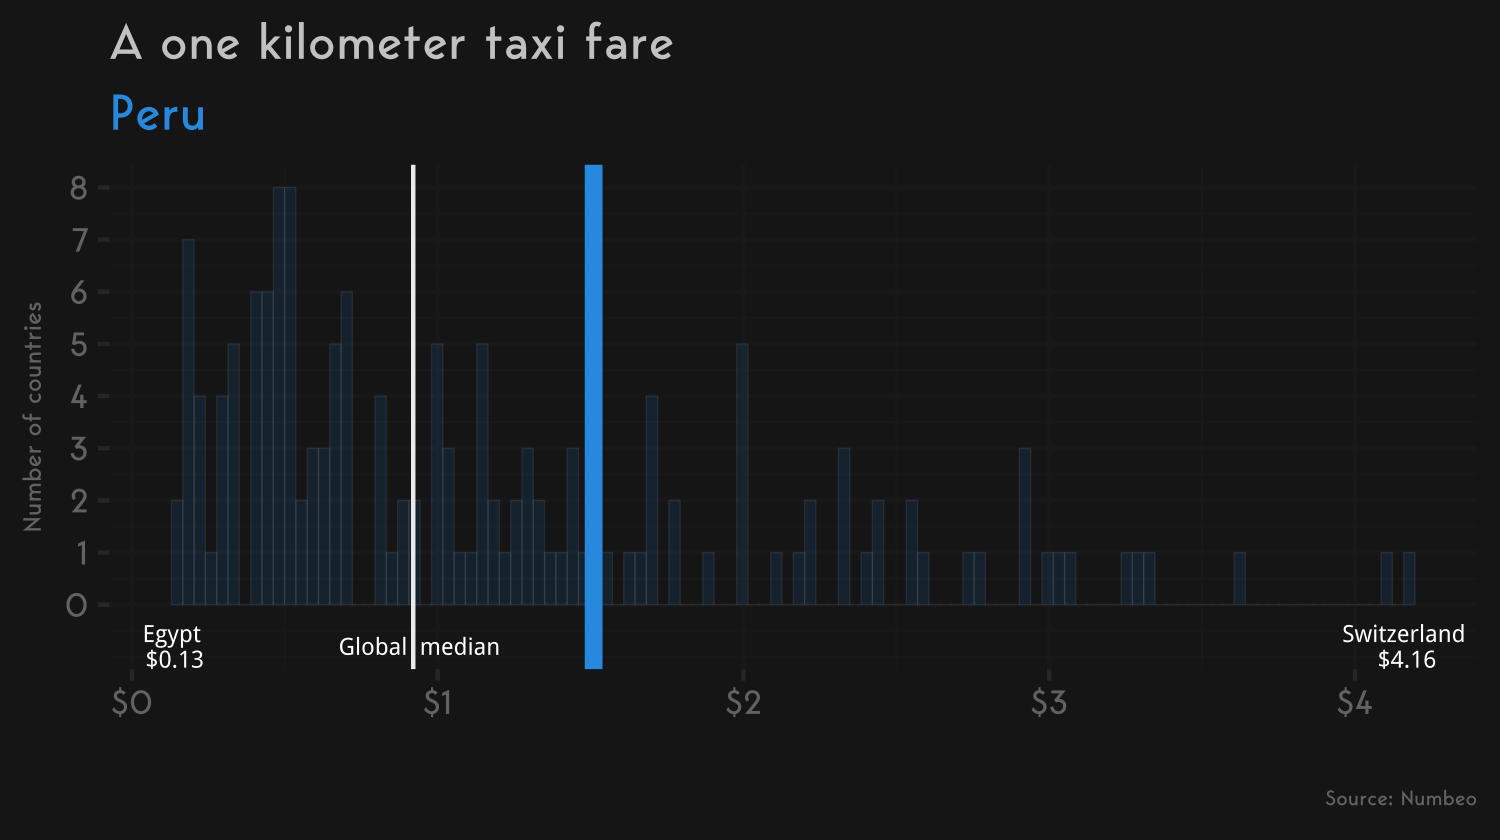 A one kilometer taxi fare
Peru
Number of countries
8
7
6
5
4
3
2
1
0
Egypt
$0.13
Global median
Switzerland
$4.16
$0
$1
$2
$3
$4
Source: Numbeo